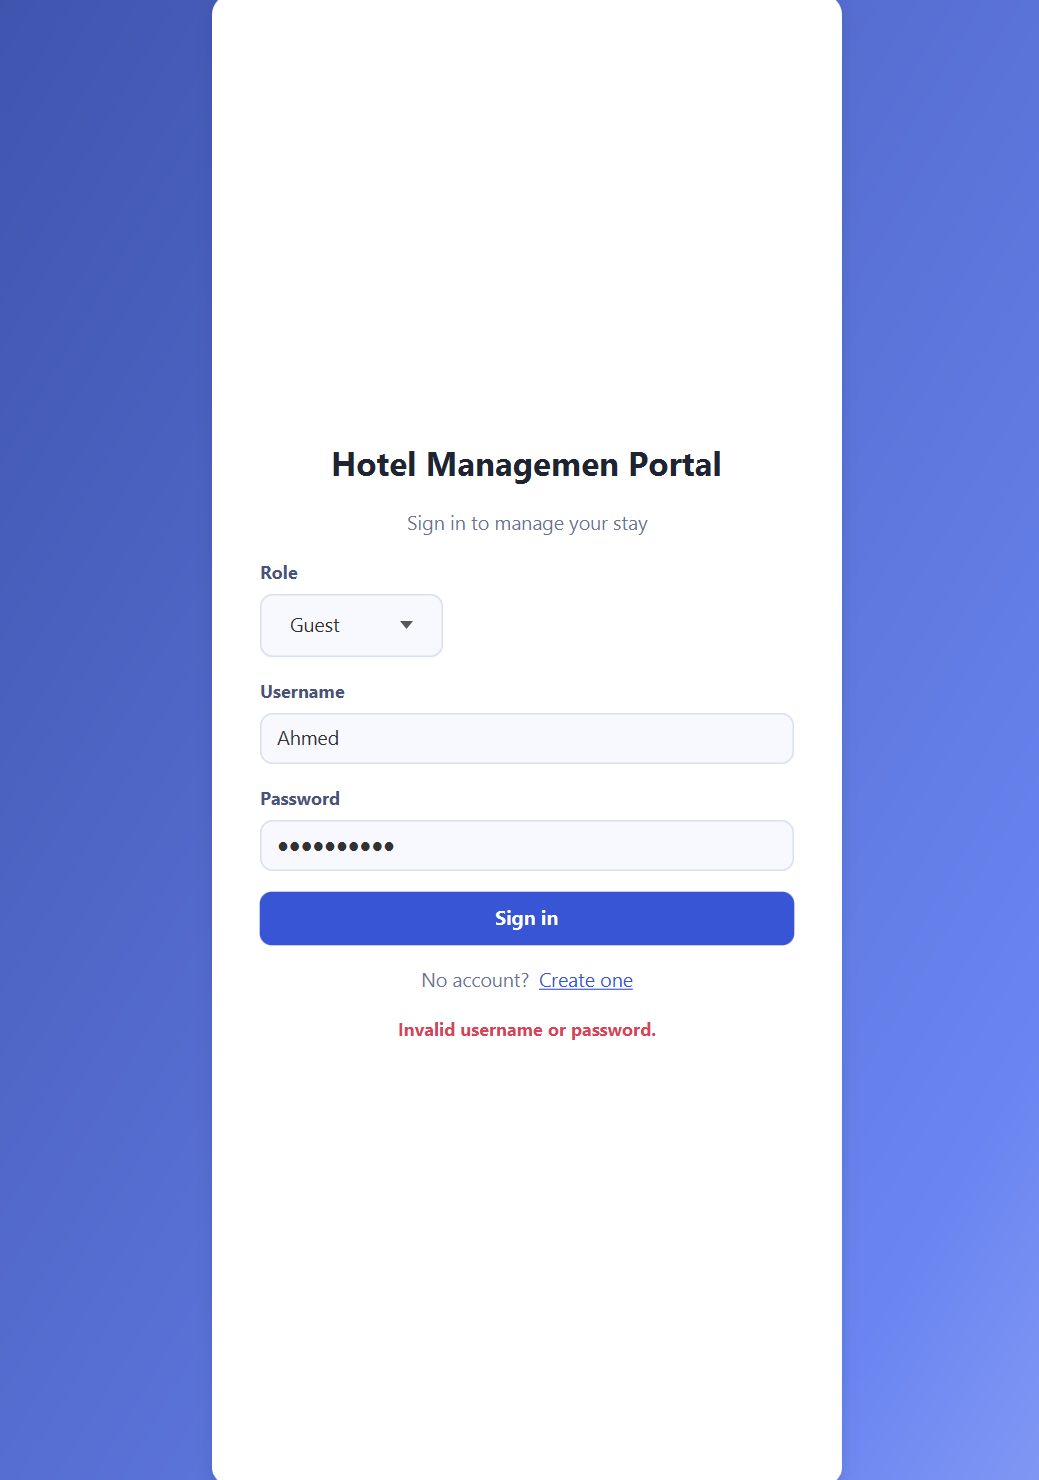 Hotel Managemen Portal
Sign in to manage your stay
Role
Guest
Username
Ahmed
Password
●●●●●●●●●●
Sign in
No account? Create one
Invalid username or password.